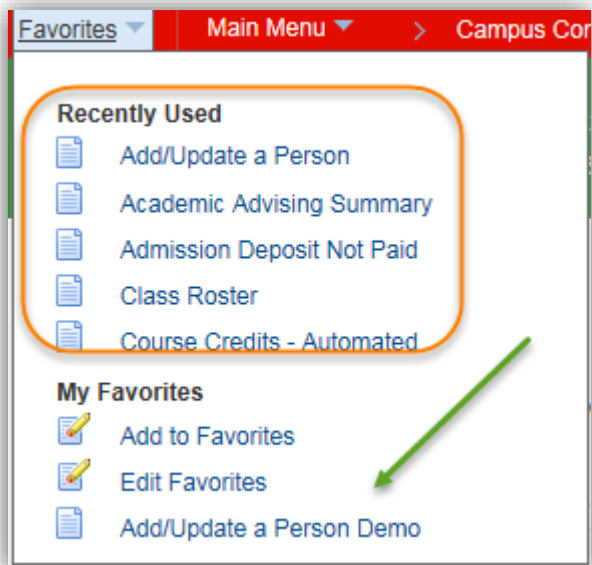 Favorites Main Menu > Campus
Recently Used
Add/Update a Person
Academic Advising Summary
Admission Deposit Not Paid
Class Roster
Course Credits - Automated
My Favorites
Add to Favorites
Edit Favorites
Add/Update a Person Demo